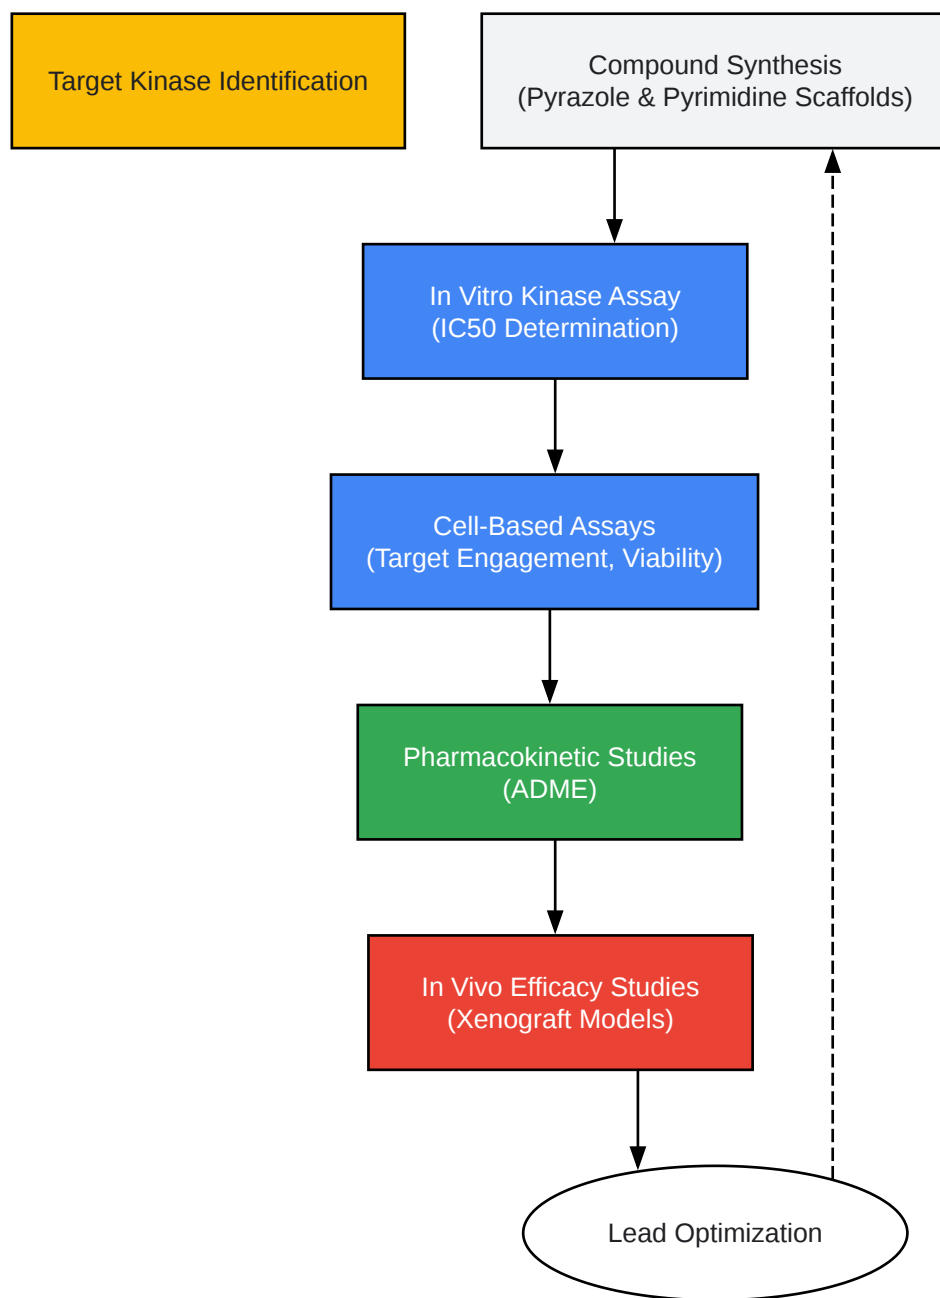 Target Kinase Identification
Compound Synthesis
(Pyrazole & Pyrimidine Scaffolds)
In Vitro Kinase Assay
(IC50 Determination)
Cell-Based Assays
(Target Engagement, Viability)
Pharmacokinetic Studies
(ADME)
In Vivo Efficacy Studies
(Xenograft Models)
Lead Optimization